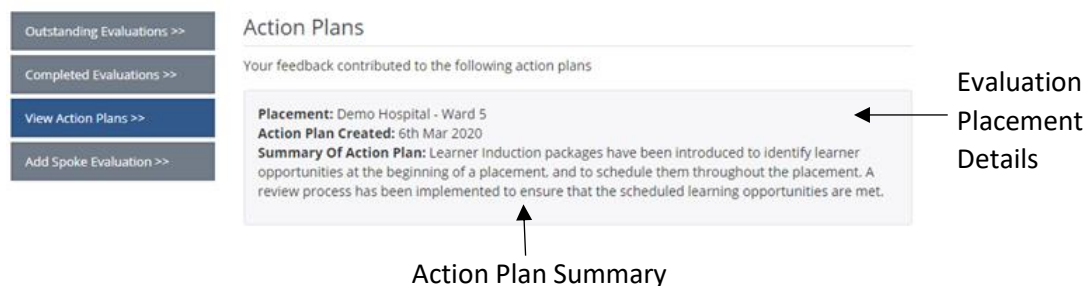 Outstanding Evaluations >>
Completed Evaluations >>
View Action Plans >>
Add Spoke Evaluation >>
Action Plans
Your feedback contributed to the following action plans
Placement: Demo Hospital - Ward 5
Action Plan Created: 6th Mar 2020
Summary Of Action Plan: Learner Induction packages have been introduced to identify learner
opportunities at the beginning of a placement, and to schedule them throughout the placement. A
review process has been implemented to ensure that the scheduled learning opportunities are met.
Evaluation
Placement
Details
Action Plan Summary